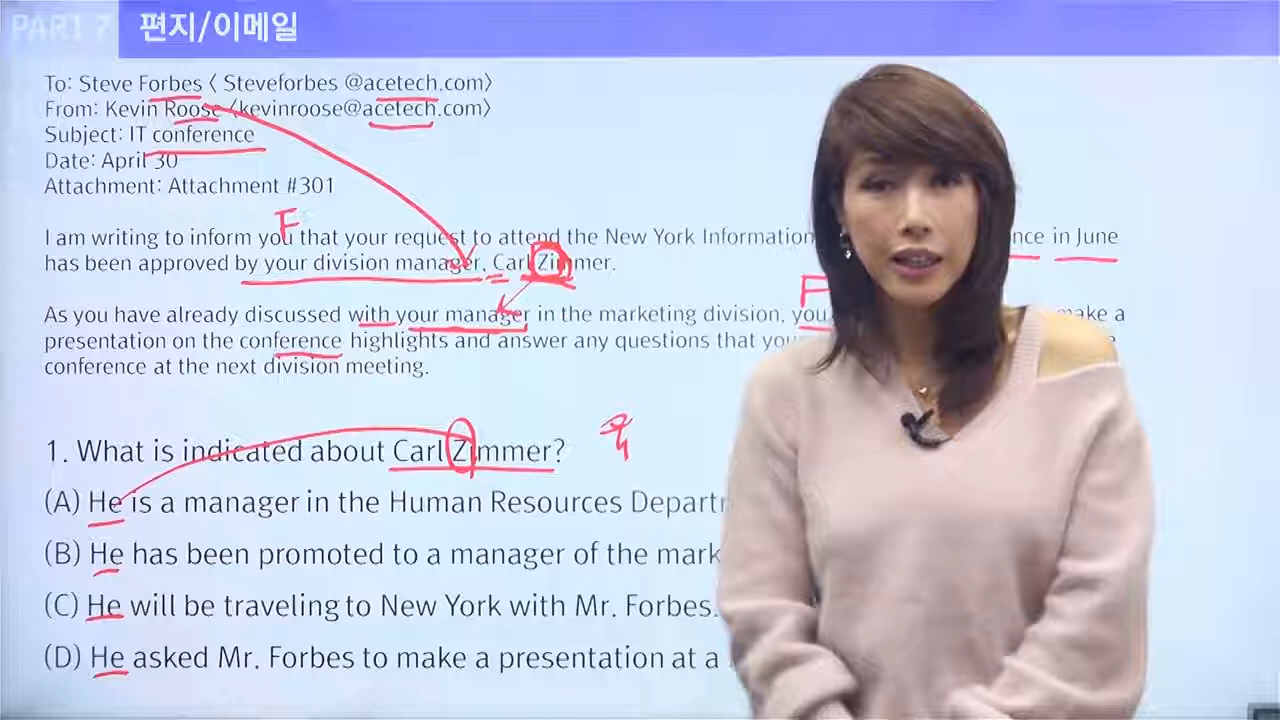 PART 7 편지/이메일
To: Steve Forbes 〈 Steveforbes @acetech.com〉
From: Kevin Roose 〈kevinroose@acetech.com〉
Subject: IT conference
Date: April 30
Attachment: Attachment #301
F
I am writing to inform you that your request to attend the New York Information in June
has been approved by your division manager, Carl Zimmer.
F
As you have already discussed with your manager in the marketing division, you make a
presentation on the conference highlights and answer any questions that
conference at the next division meeting.
1. What is indicated about Carl Zimmer?
(A) He is a manager in the Human Resources
(B) He has been promoted to a manager of the
(C) He will be traveling to New York with Mr. Forbes.
(D) He asked Mr. Forbes to make a presentation at a